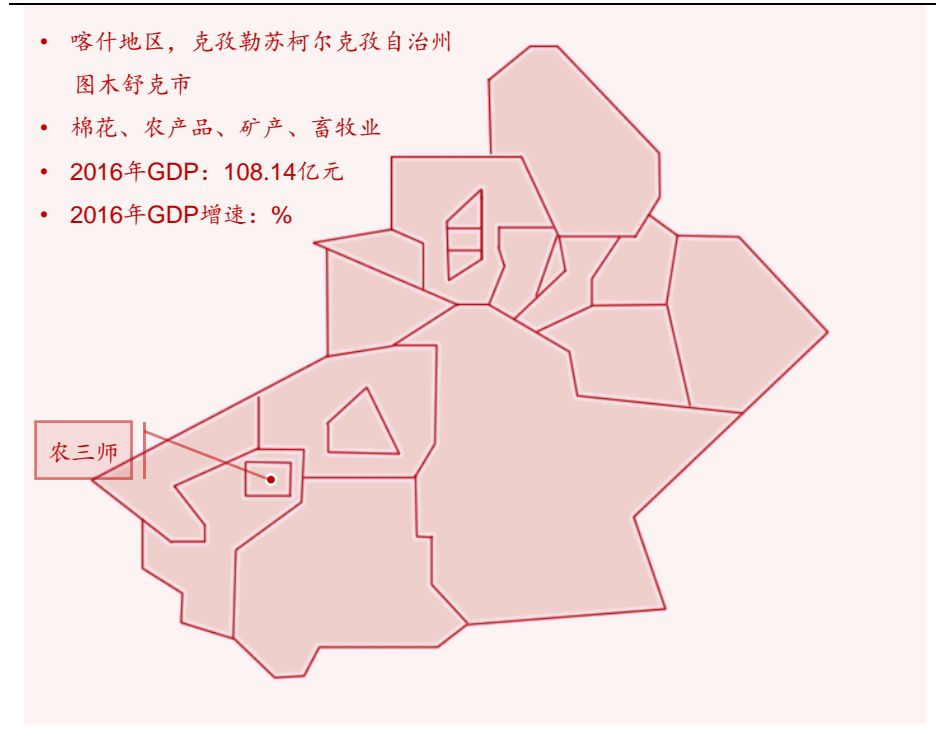 • 喀什地区，克孜勒苏柯尔克孜自治州
图木舒克市
• 棉花、农产品、矿产、畜牧业
• 2016年GDP：108.14亿元
• 2016年GDP增速：%
农三师